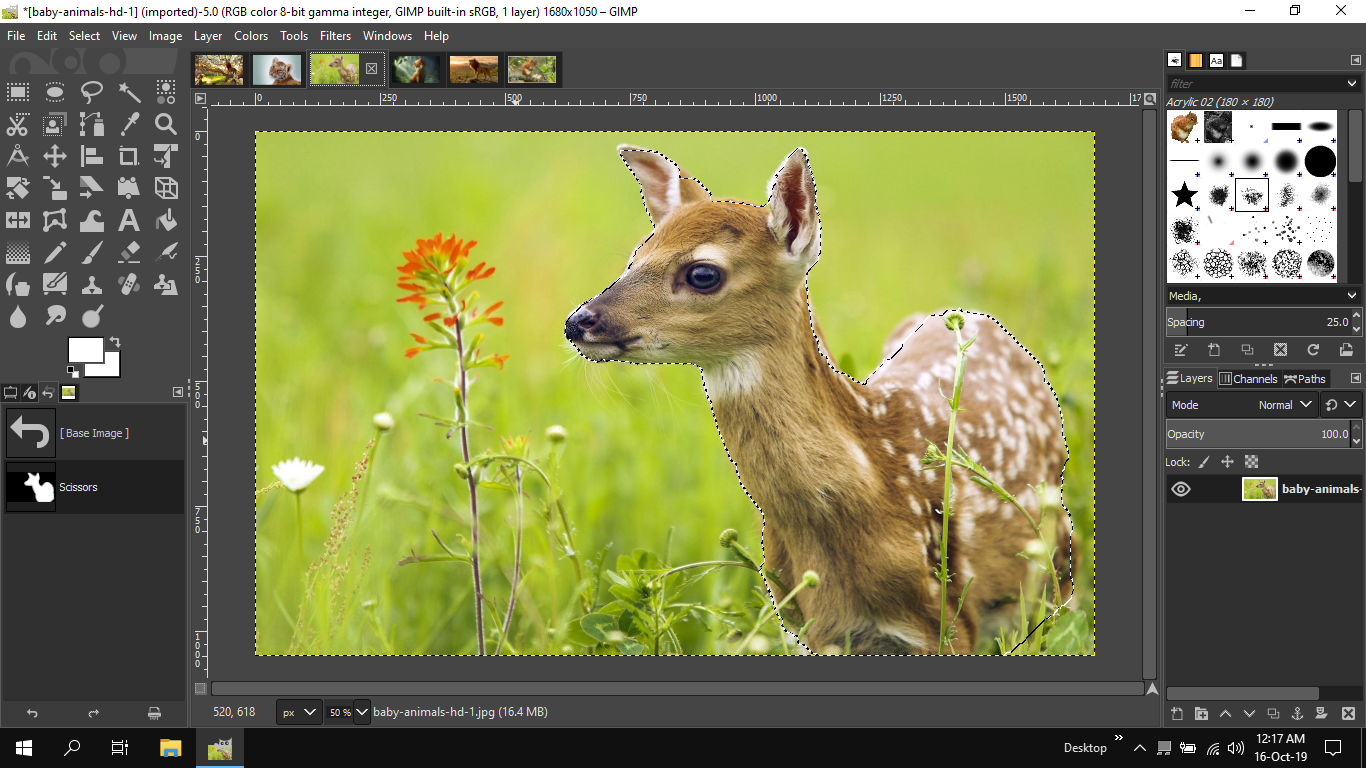 *[baby-animals-hd-1] (imported)-5.0 (RGB color 8-bit gamma integer, GIMP built-in sRGB, 1 layer) 1680x1050 – GIMP
File Edit Select View Image Layer Colors Tools Filters Windows Help
Aa
filter
Acrylic 02 (180 × 180)
0 250 500 750 1000 1250 1500 17
0
250
500
750
1000
A
Media,
Spacing 25.0
Layers Channels Paths
Mode Normal
Opacity 100.0
Lock:
baby-animals-
[ Base Image ]
Scissors
520, 618 px 50 % baby-animals-hd-1.jpg (16.4 MB)
Desktop
12:17 AM
16-Oct-19